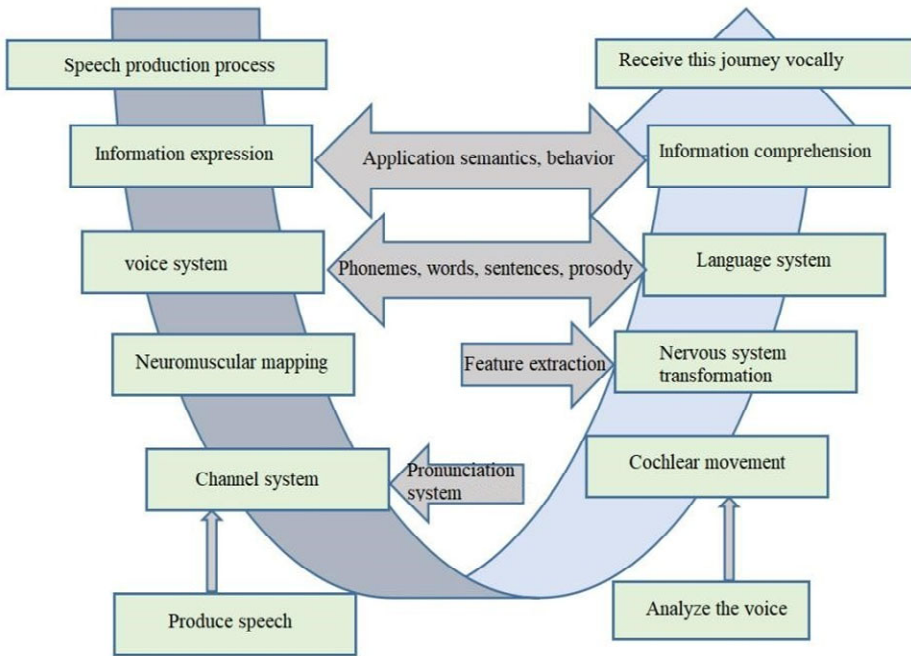 Speech production process
Receive this journey vocally
Information expression
Application semantics, behavior
Information comprehension
voice system
Phonemes, words, sentences, prosody
Language system
Neuromuscular mapping
Feature extraction
Nervous system
transformation
Channel system
Pronunciation
system
Cochlear movement
Produce speech
Analyze the voice